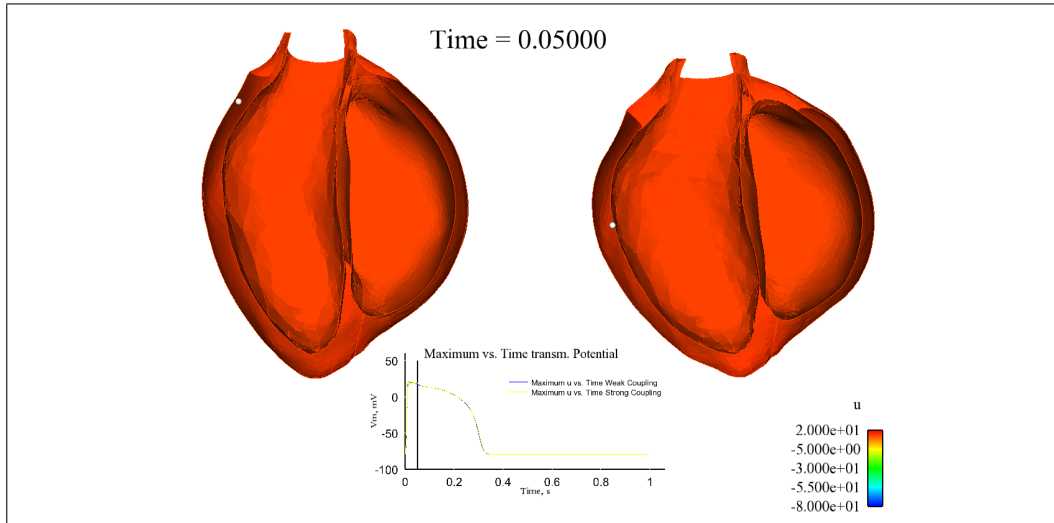 Time = 0.05000
Maximum vs. Time transm. Potential
50
0
-50
-100
Vm, mV
Maximum u vs. Time Weak Coupling
Maximum u vs. Time Strong Coupling
0
0.2
0.4
0.6
0.8
1
Time, s
u
2.000e+01
-5.000e+00
-3.000e+01
-5.500e+01
-8.000e+01